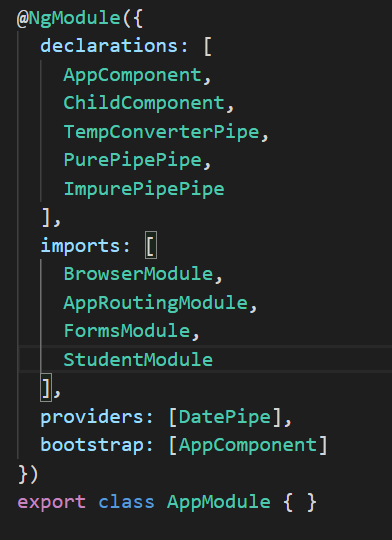 @NgModule({
  declarations: [
    AppComponent,
    ChildComponent,
    TempConverterPipe,
    PurePipePipe,
    ImpurePipePipe
  ],
  imports: [
    BrowserModule,
    AppRoutingModule,
    FormsModule,
    StudentModule
  ],
  providers: [DatePipe],
  bootstrap: [AppComponent]
})
export class AppModule { }